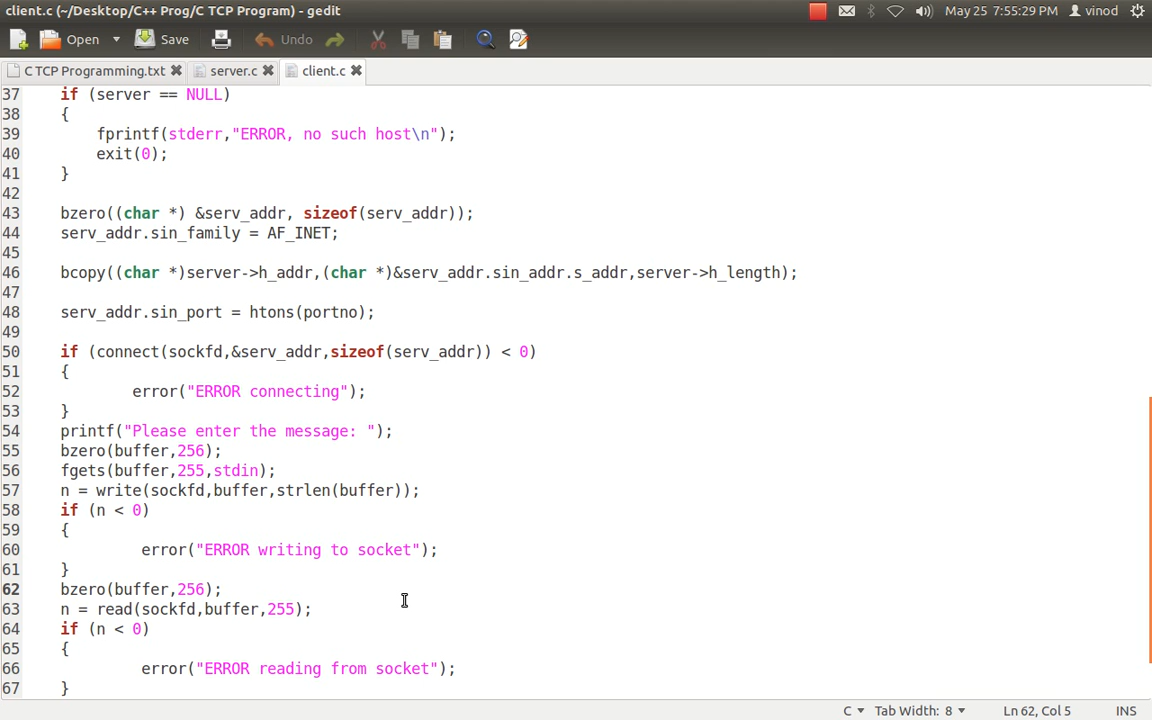 client.c (~/Desktop/C++ Prog/C TCP Program) - gedit
May 25 7:55:29 PM vinod
Open Save Undo
C TCP Programming.txt server.c client.c
37 if (server == NULL)
38 {
39 fprintf(stderr,"ERROR, no such host\n");
40 exit(0);
41 }
42
43 bzero((char *) &serv_addr, sizeof(serv_addr));
44 serv_addr.sin_family = AF_INET;
45
46 bcopy((char *)server->h_addr,(char *)&serv_addr.sin_addr.s_addr,server->h_length);
47
48 serv_addr.sin_port = htons(portno);
49
50 if (connect(sockfd,&serv_addr,sizeof(serv_addr)) < 0)
51 {
52 error("ERROR connecting");
53 }
54 printf("Please enter the message: ");
55 bzero(buffer,256);
56 fgets(buffer,255,stdin);
57 n = write(sockfd,buffer,strlen(buffer));
58 if (n < 0)
59 {
60 error("ERROR writing to socket");
61 }
62 bzero(buffer,256);
63 n = read(sockfd,buffer,255);
64 if (n < 0)
65 {
66 error("ERROR reading from socket");
67 }
C Tab Width: 8 Ln 62, Col 5 INS